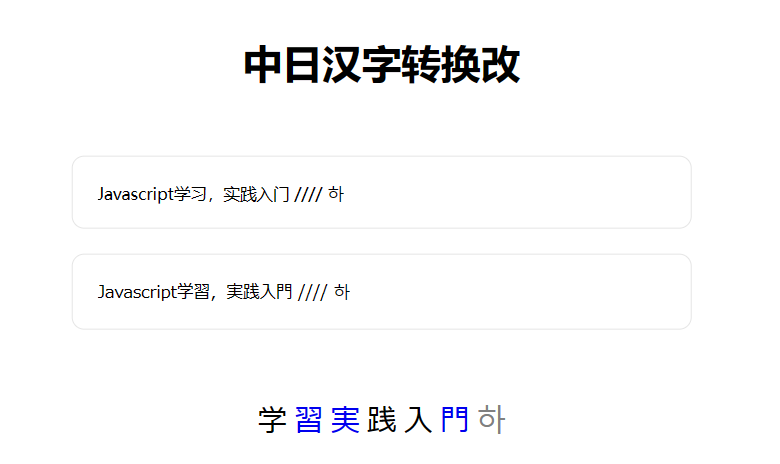 中日汉字转换改
Javascript学习，实践入门 //// 하
Javascript学習，実践入門 //// 하
学 習 実 践 入 門 하